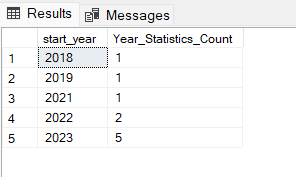 Results Messages
start_year Year_Statistics_Count
1 2018 1
2 2019 1
3 2021 1
4 2022 2
5 2023 5